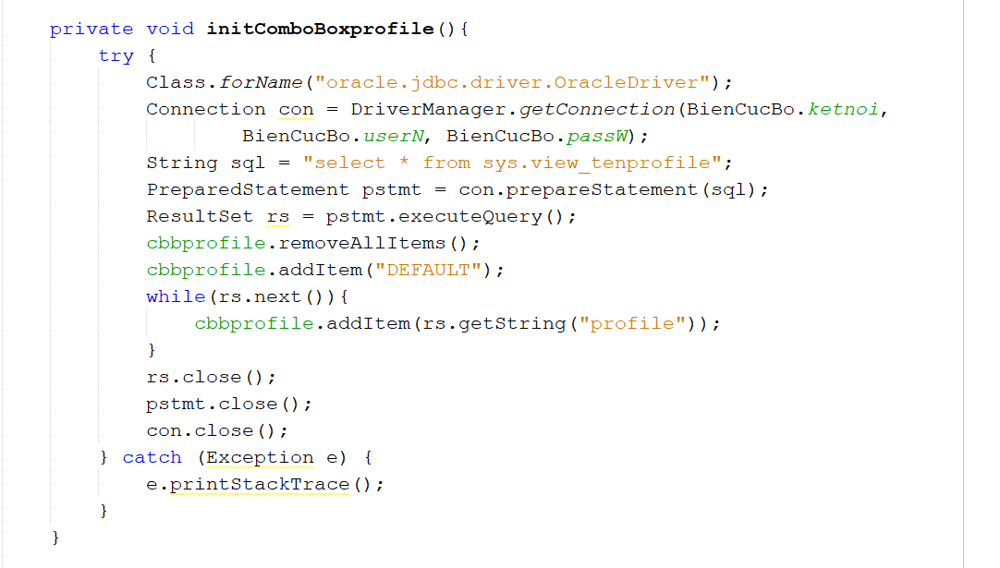 private void initComboBoxprofile(){
try {
Class.forName("oracle.jdbc.driver.OracleDriver");
Connection con = DriverManager.getConnection(BienCucBo.ketnoi,
BienCucBo.userN, BienCucBo.passW);
String sql = "select * from sys.view_tenprofile";
PreparedStatement pstmt = con.prepareStatement(sql);
ResultSet rs = pstmt.executeQuery();
cbbprofile.removeAllItems();
cbbprofile.addItem("DEFAULT");
while(rs.next()){
cbbprofile.addItem(rs.getString("profile"));
}
rs.close();
pstmt.close();
con.close();
} catch (Exception e) {
e.printStackTrace();
}
}